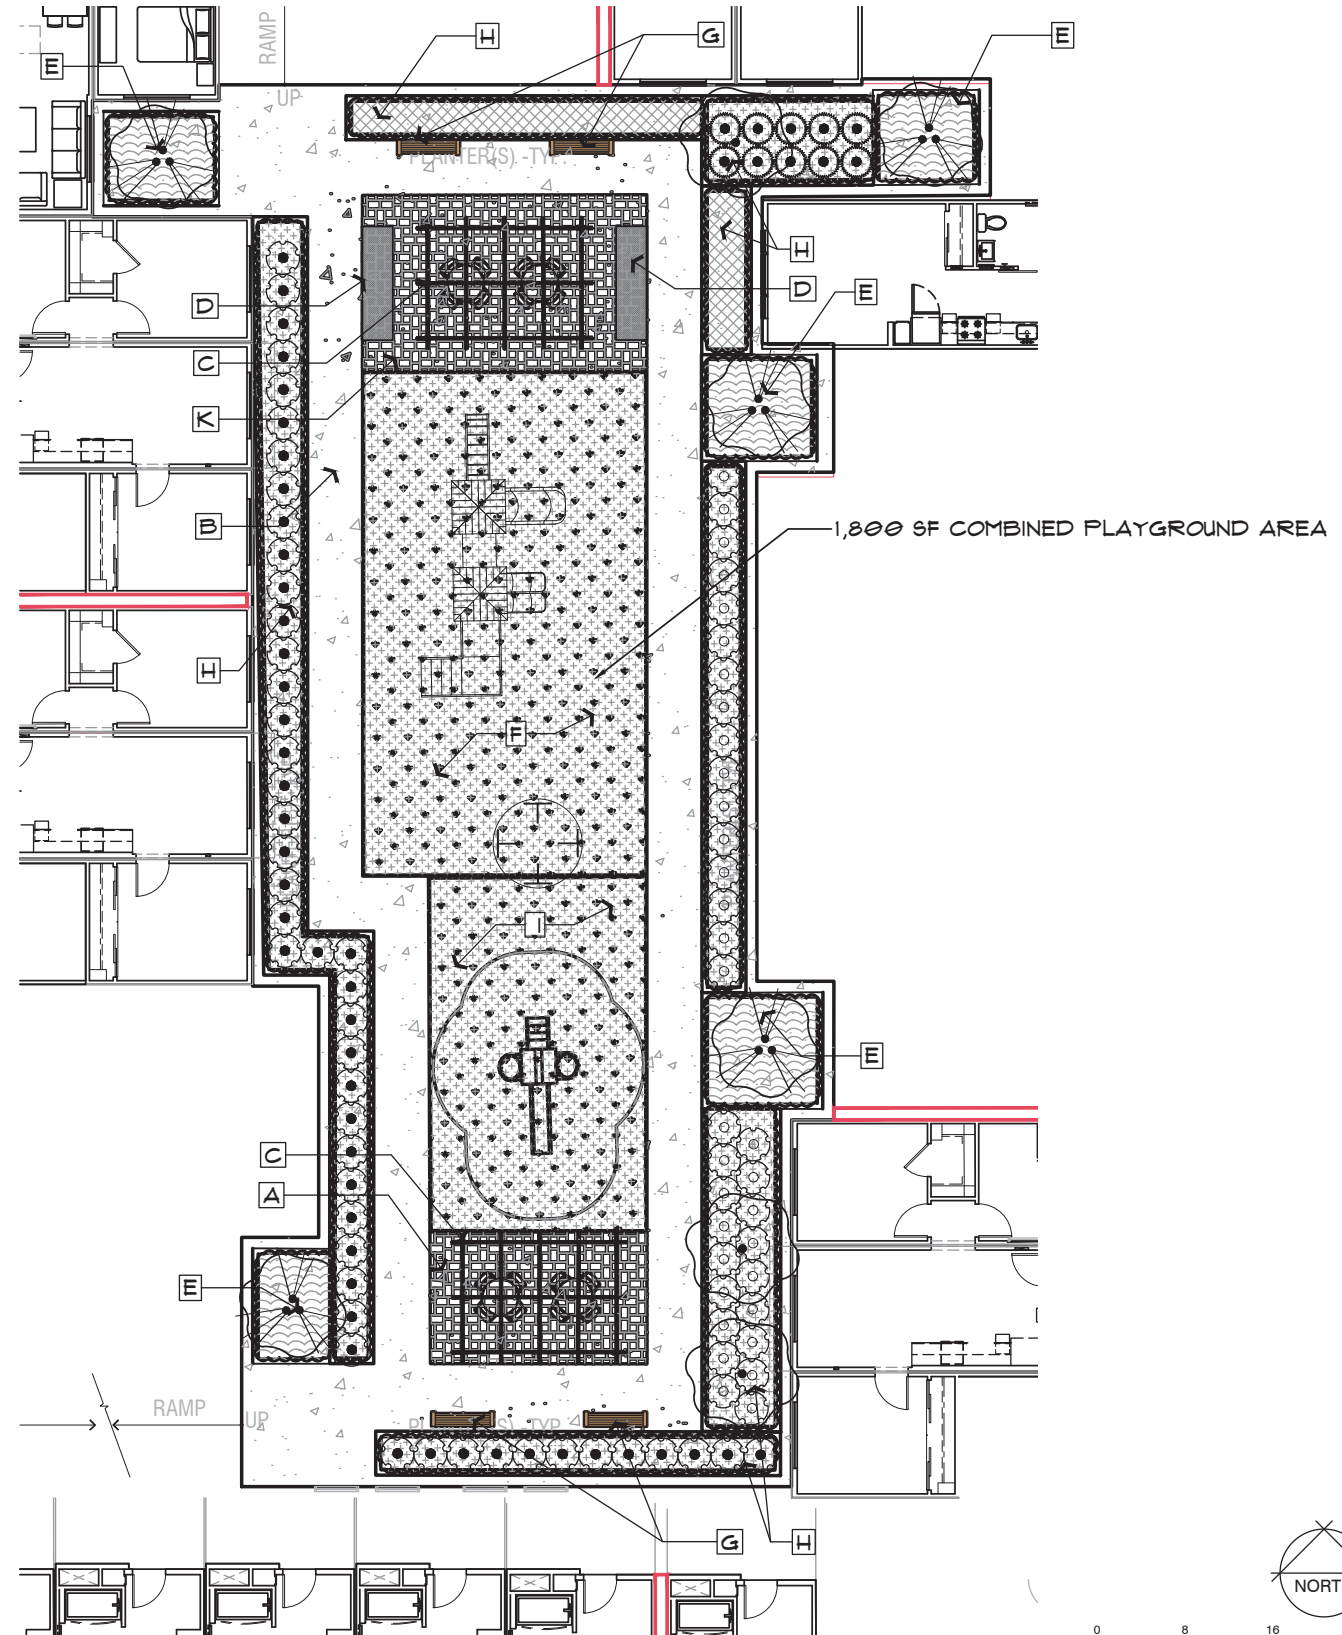 RAMP
H
G
E
E
UP
PLANTER(S) -TYP.
H
D
D
E
C
K
B
1,800 SF COMBINED PLAYGROUND AREA
H
F
I
E
C
A
E
RAMP
UP
G
H
NORT
0 8 16